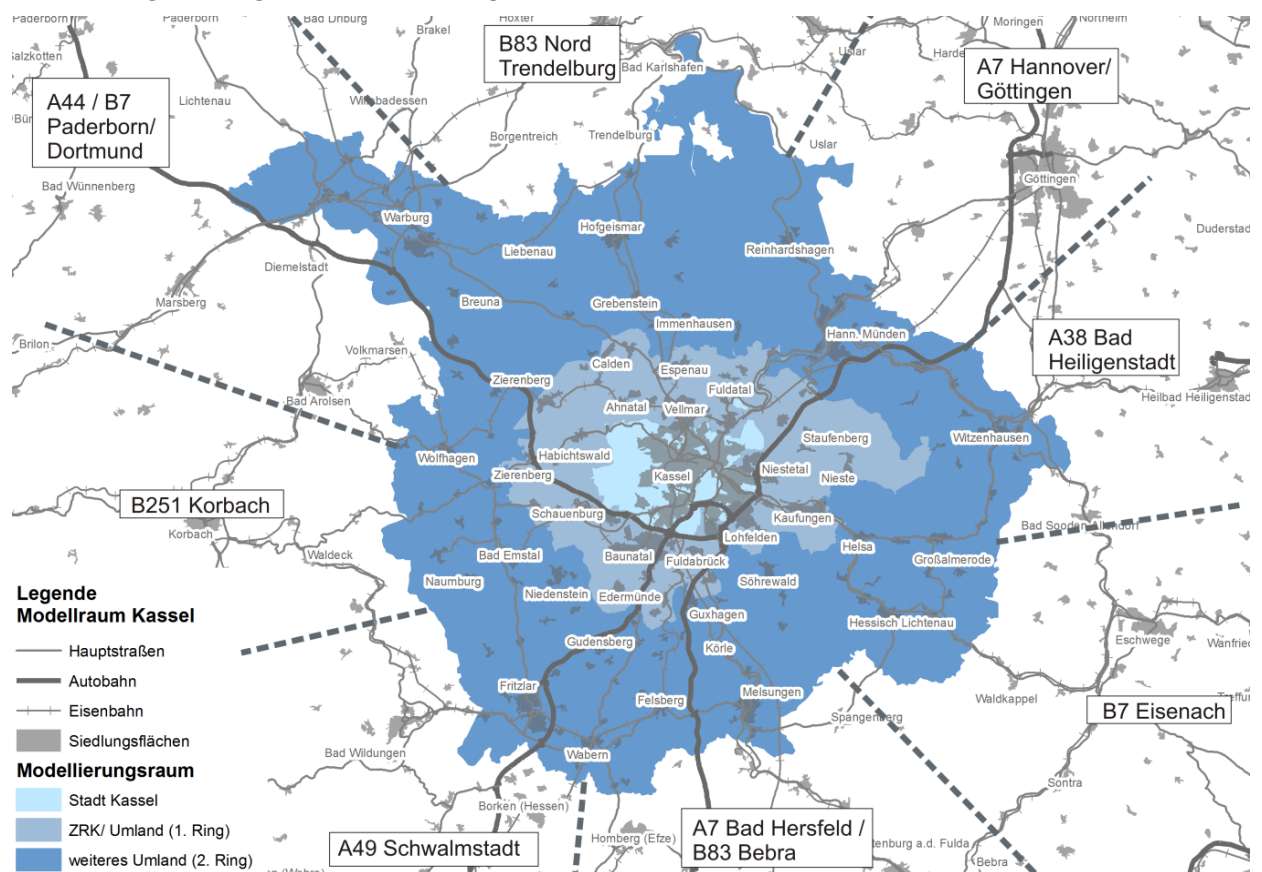 Paderborn
Paderborn
Bad Driburg
Höxter
Moringen
Northeim
Brakel
B83 Nord
Trendelburg
Salzkotten
Uslar
Bad Karlshafen
A7 Hannover/
Göttingen
A44 / B7
Paderborn/
Dortmund
Lichtenau
Willebadessen
Borgentreich
Trendelburg
Uslar
Bad Wünnenberg
Göttingen
Warburg
Hofgeismar
Duderstadt
Liebenau
Reinhardshagen
Diemelstadt
Marsberg
Breuna
Grebenstein
Immenhausen
Hann. Münden
A38 Bad
Heiligenstadt
Brilon
Volkmarsen
Calden
Espenau
Zierenberg
Fuldatal
Heilbad Heiligenstadt
Bad Arolsen
Ahnatal
Vellmar
Staufenberg
Witzenhausen
Wolfhagen
Habichtswald
Niestetal
Zierenberg
Kassel
Nieste
B251 Korbach
Schauenburg
Kaufungen
Bad Sooden-Allendorf
Korbach
Lohfelden
Waldeck
Bad Emstal
Baunatal
Fuldabrück
Helsa
Großalmerode
Naumburg
Niedenstein
Söhrewald
Edermünde
Legende
Modellraum Kassel
Guxhagen
Hessisch Lichtenau
Gudensberg
Körle
Eschwege
Wanfried
Hauptstraßen
Autobahn
Fritzlar
Felsberg
Melsungen
Waldkappel
Eisenbahn
Spangenberg
B7 Eisenach
Siedlungsflächen
Bad Wildungen
Wabern
Modellierungsraum
Sontra
Stadt Kassel
Borken (Hessen)
ZRK/ Umland (1. Ring)
Homberg (Efze)
A7 Bad Hersfeld /
B83 Bebra
A49 Schwalmstadt
tenburg a.d. Fulda
Bebra
weiteres Umland (2. Ring)